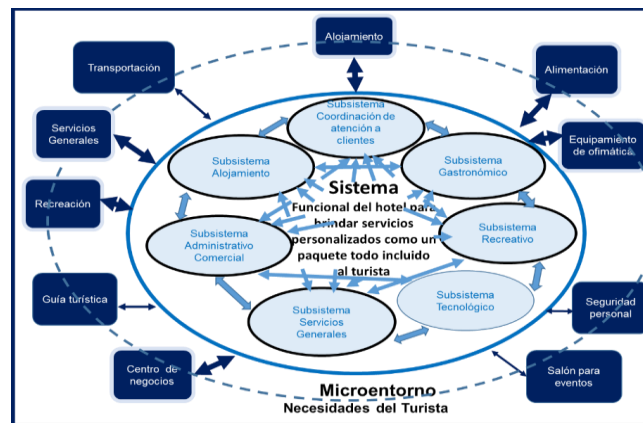 Alojamiento
Transportación
Alimentación
Servicios
Generales
Equipamiento
de ofimática
Recreación
Guía turística
Centro de
negocios
Seguridad
personal
Salón para
eventos
Subsistema
Coordinación de
atención a
clientes
Subsistema
Alojamiento
Subsistema
Gastronómico
Subsistema
Administrativo
Comercial
Subsistema
Recreativo
Subsistema
Servicios
Generales
Subsistema
Tecnológico
Sistema
Funcional del hotel para
brindar servicios
personalizados como un
paquete todo incluido
al turista
Microentorno
Necesidades del Turista